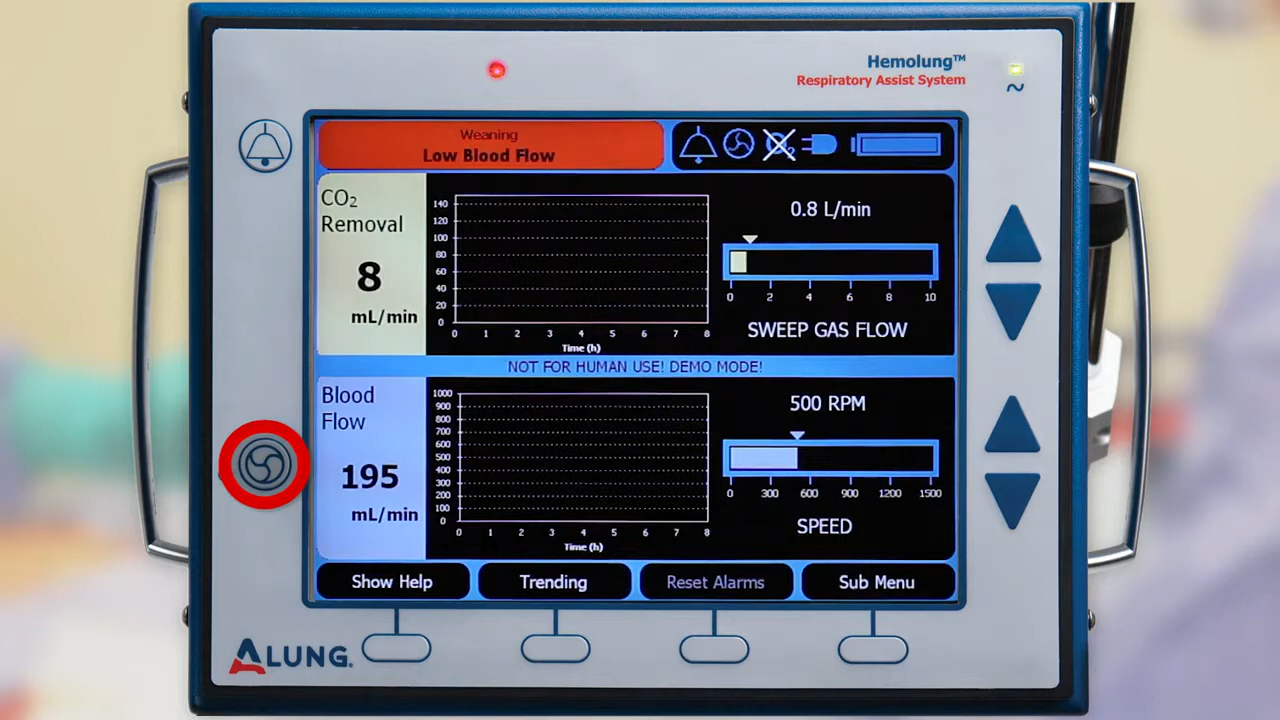 Hemolung™
Respiratory Assist System
Weaning
Low Blood Flow
CO₂
Removal
8
mL/min
140
120
100
80
60
40
20
0
0 1 2 3 4 5 6 7 8
Time (h)
0.8 L/min
0 2 4 6 8 10
SWEEP GAS FLOW
NOT FOR HUMAN USE! DEMO MODE!
Blood
Flow
195
mL/min
1000
900
800
700
600
500
400
300
200
100
0
0 1 2 3 4 5 6 7 8
Time (h)
500 RPM
0 300 600 900 1200 1500
SPEED
Show Help
Trending
Reset Alarms
Sub Menu
ALUNG®